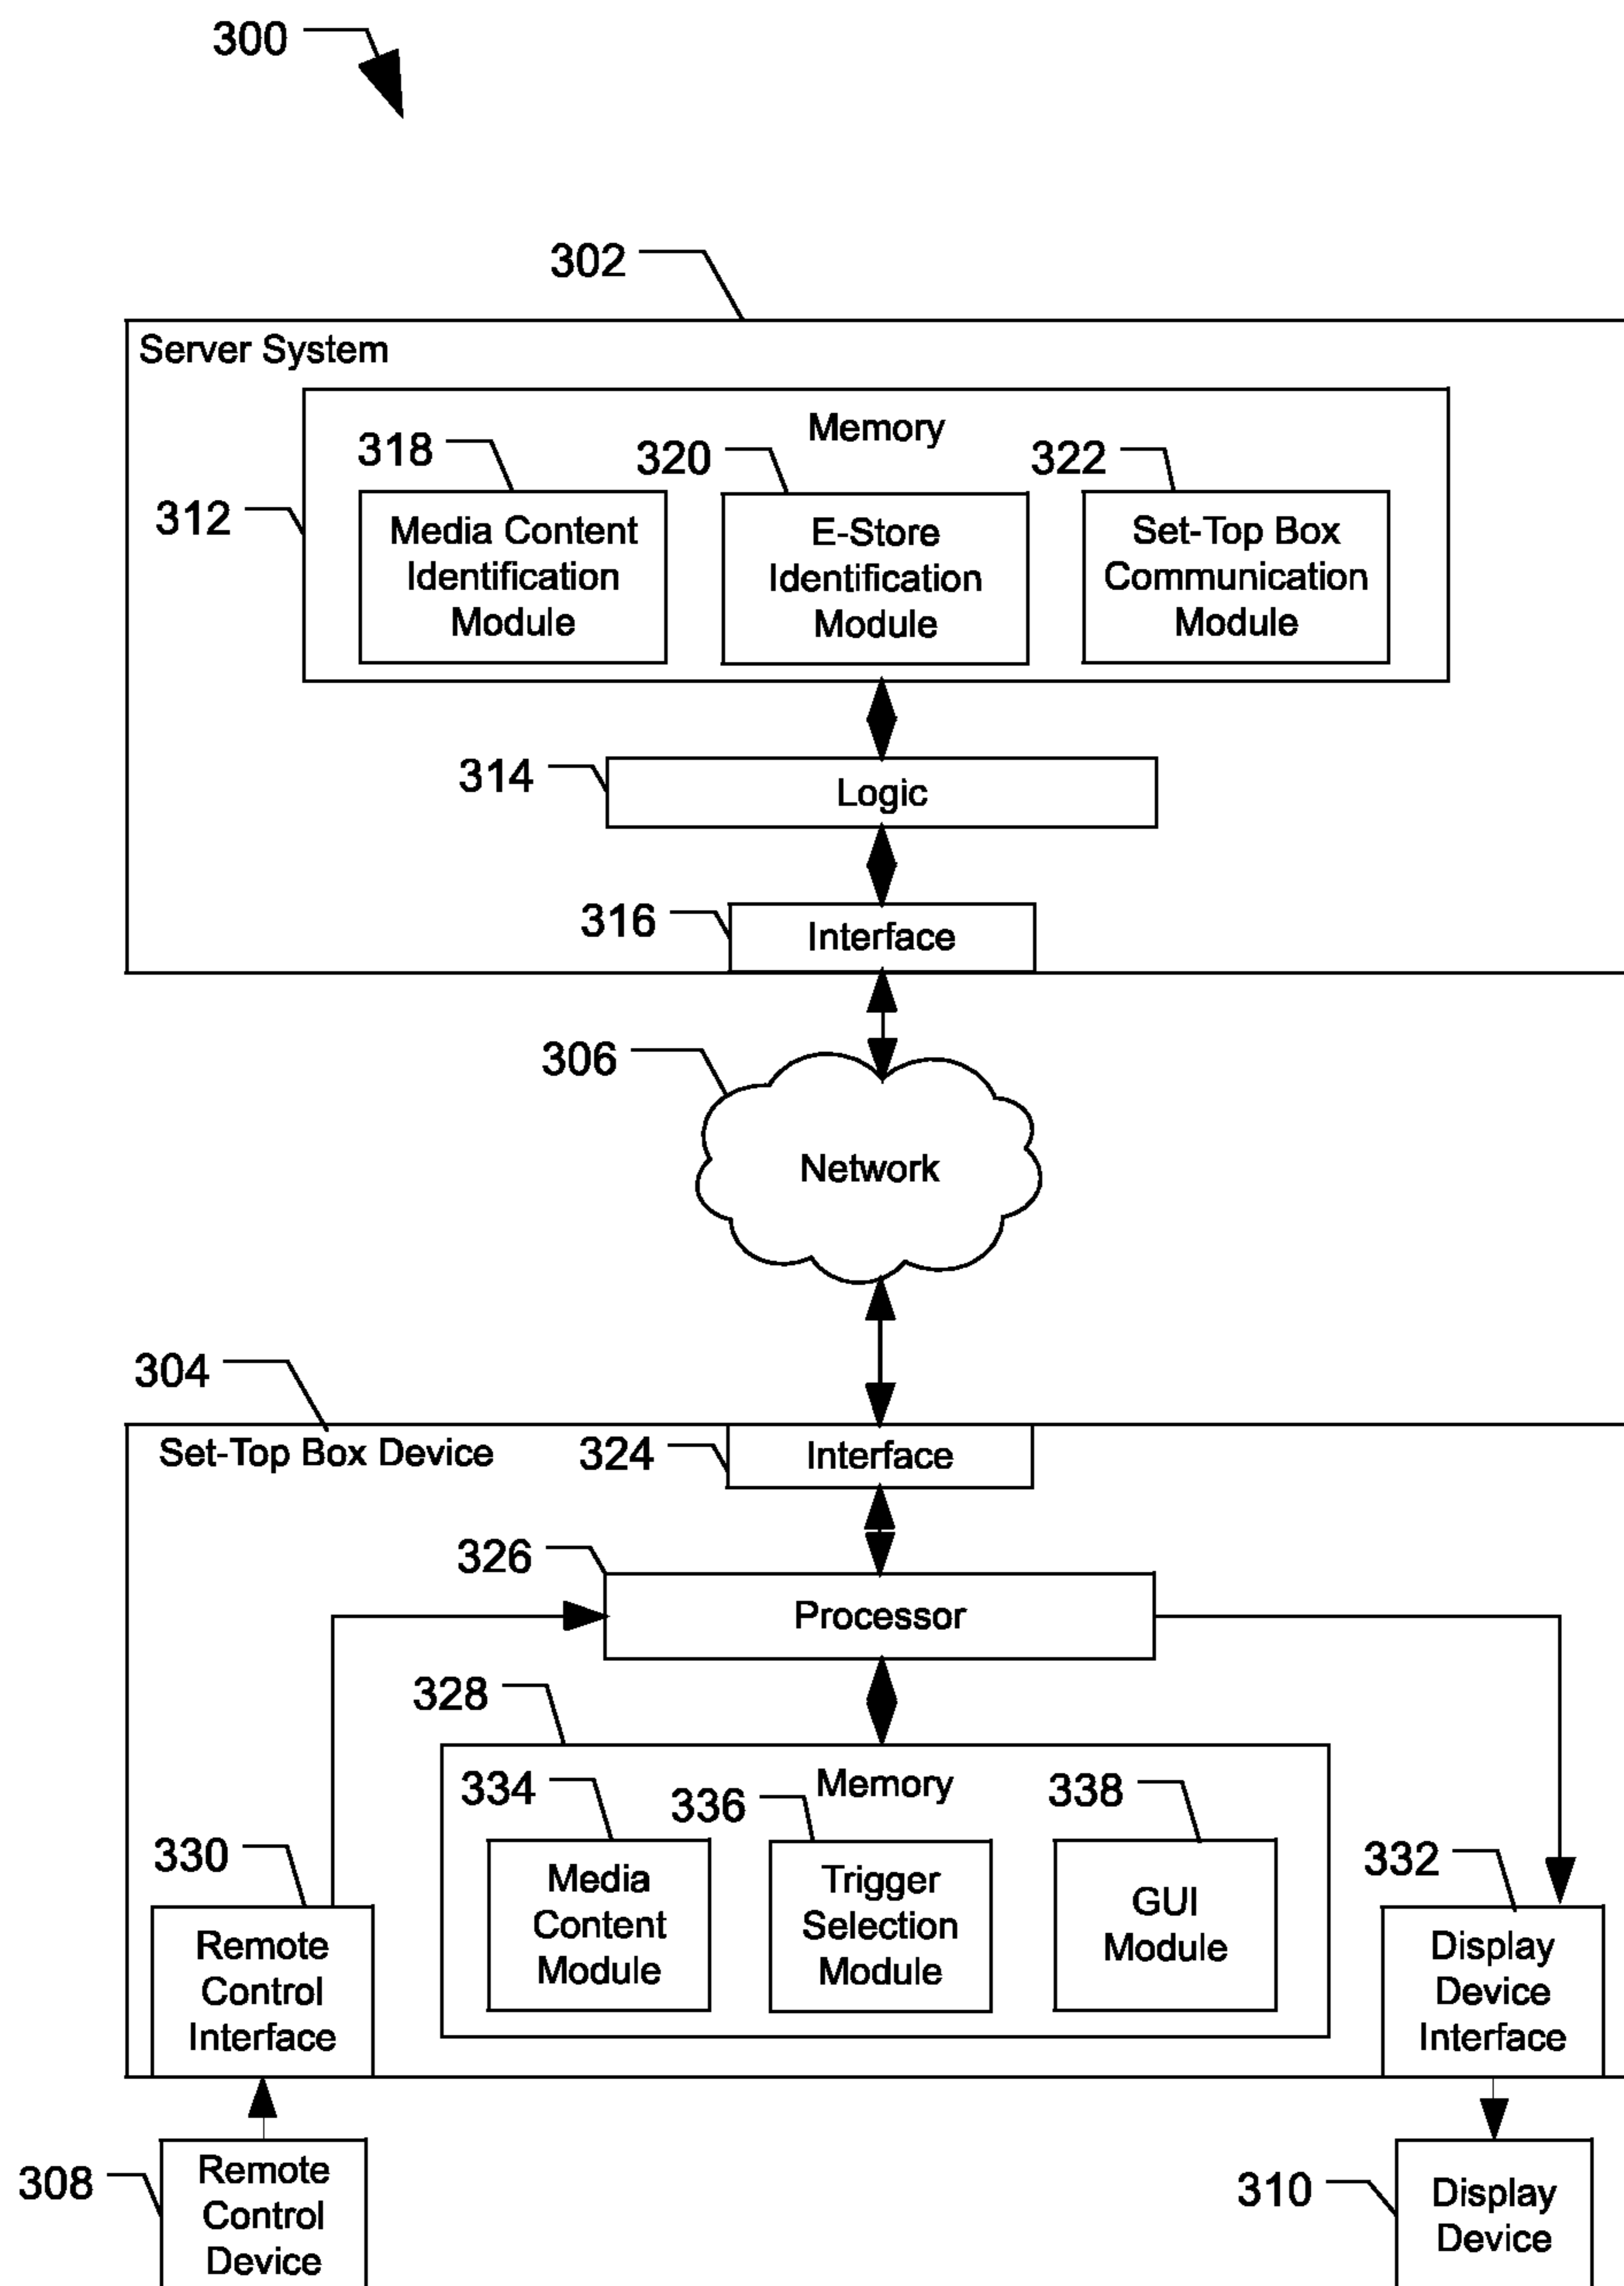 300
302
Server System
Memory
318
320
322
312
Media Content
Identification
Module
E-Store
Identification
Module
Set-Top Box
Communication
Module
314
Logic
316
Interface
306
Network
304
Set-Top Box Device
324
Interface
326
Processor
328
Memory
334
336
338
330
332
Media
Content
Module
Trigger
Selection
Module
GUI
Module
Remote
Control
Interface
Display
Device
Interface
308
Remote
Control
Device
310
Display
Device